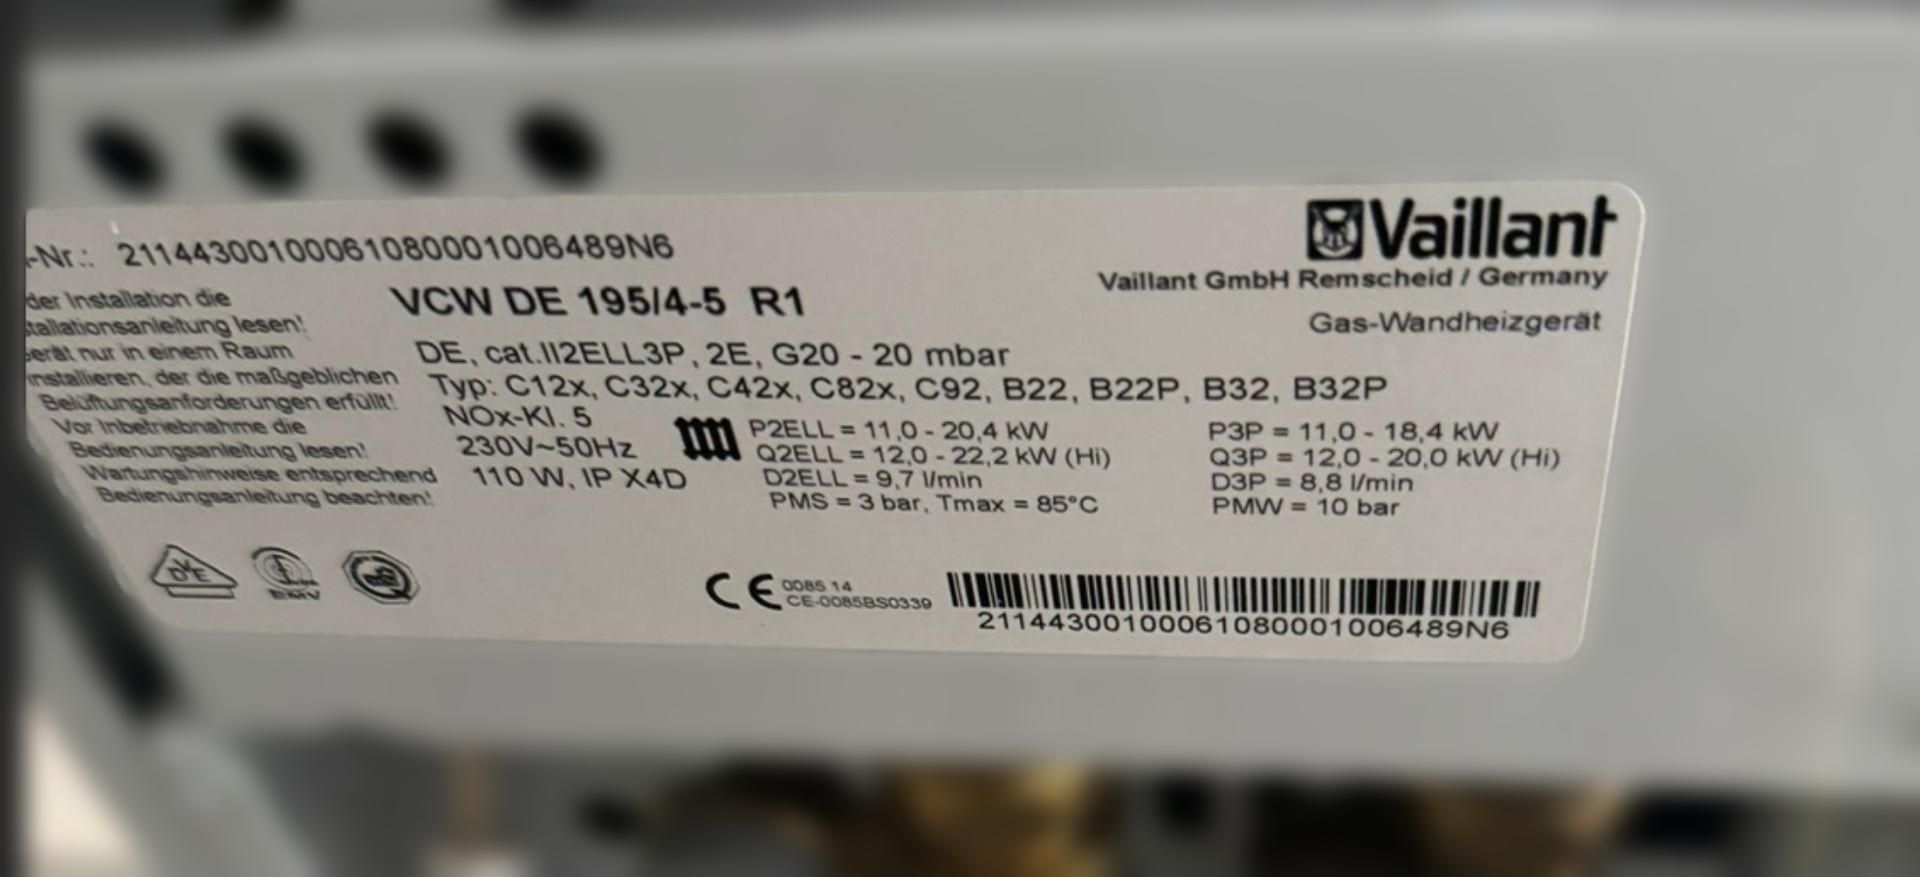 -Nr.: 21144300100061080001006489N6
Vaillant
Vaillant GmbH Remscheid / Germany
Gas-Wandheizgerät
VCW DE 195/4-5 R1
DE, cat.II2ELL3P, 2E, G20 - 20 mbar
Typ: C12x, C32x, C42x, C82x, C92, B22, B22P, B32, B32P
NOx-Kl. 5
230V~50Hz
110 W, IP X4D
P2ELL = 11,0 - 20,4 kW
Q2ELL = 12,0 - 22,2 kW (Hi)
D2ELL = 9,7 l/min
PMS = 3 bar, Tmax = 85°C
P3P = 11,0 - 18,4 kW
Q3P = 12,0 - 20,0 kW (Hi)
D3P = 8,8 l/min
PMW = 10 bar
der Installation die
tallationsanleitung lesen!
erät nur in einem Raum
installieren, der die maßgeblichen
Belüftungsanforderungen erfüllt!
Vor Inbetriebnahme die
Bedienungsanleitung lesen!
Wartungshinweise entsprechend
Bedienungsanleitung beachten!
DVE
EMV
CE 0085 14
CE-0085BS0339
21144300100061080001006489N6